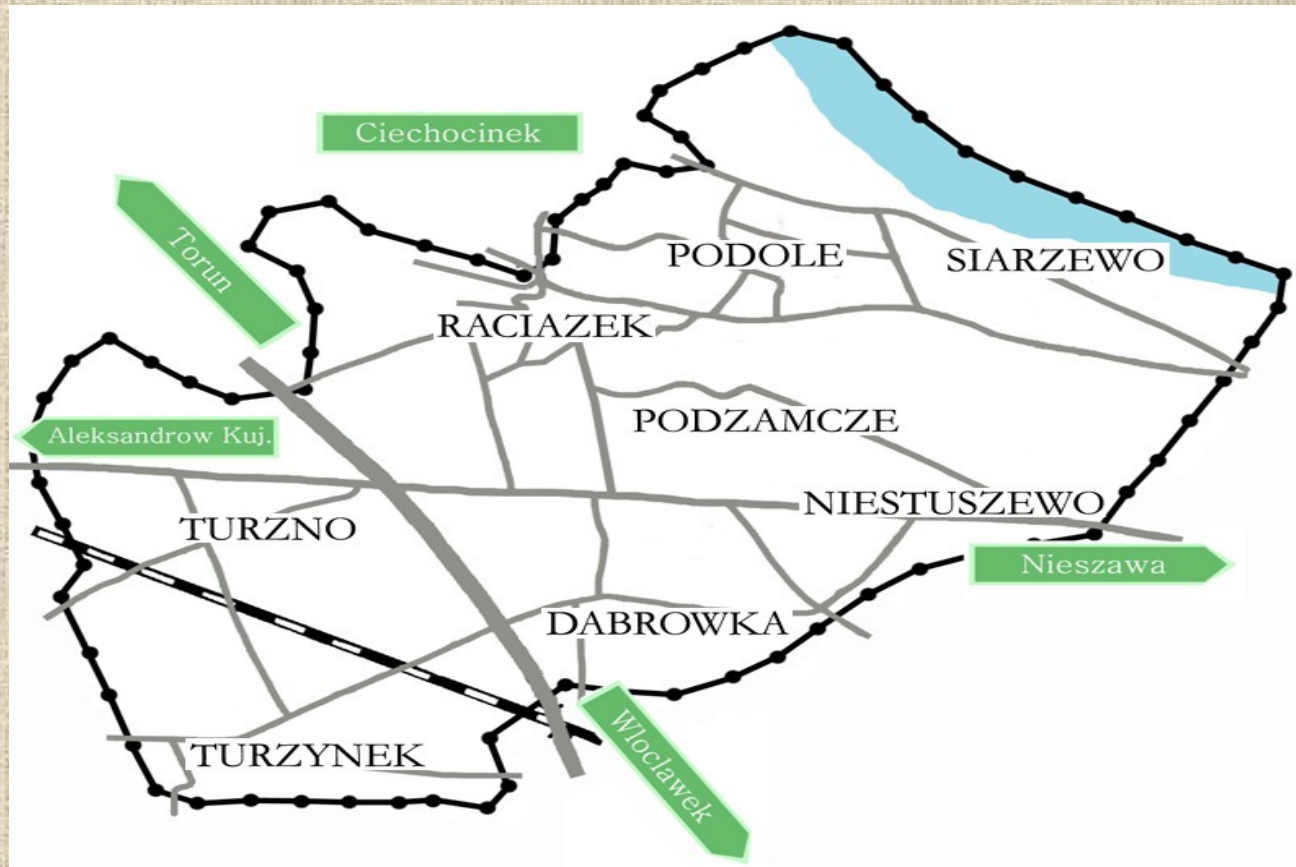 Ciechocinek
Torun
PODOLE
SIARZEWO
RACIAZEK
PODZAMCZE
Aleksandrow Kuj.
NIESTUSZEWO
TURZNO
Nieszawa
DABROWKA
TURZYNEK
Wloclawek